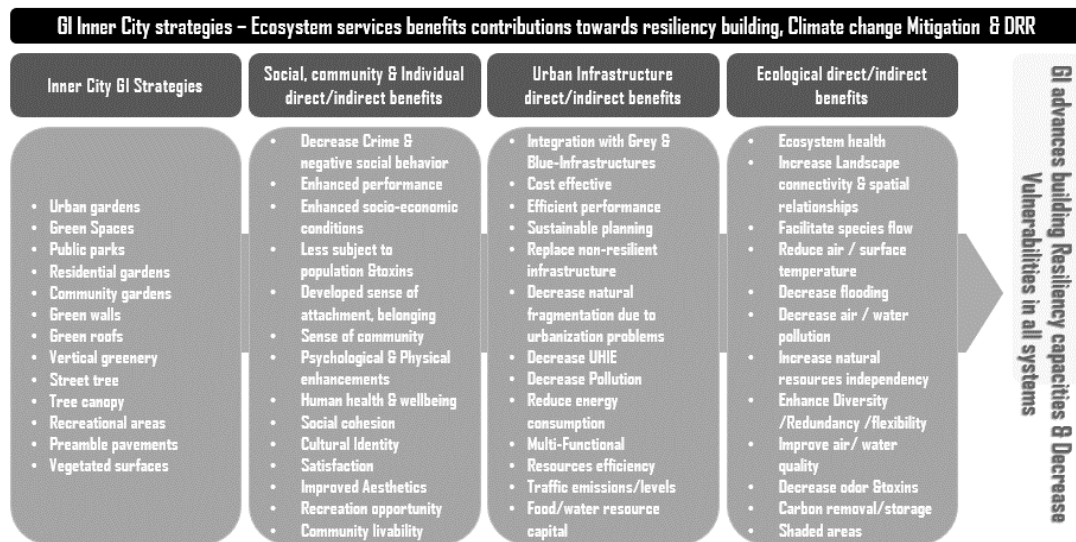 GI Inner City strategies – Ecosystem services benefits contributions towards resiliency building, Climate change Mitigation & DRR
Inner City GI Strategies
• Urban gardens
• Green Spaces
• Public parks
• Residential gardens
• Community gardens
• Green walls
• Green roofs
• Vertical greenery
• Street tree
• Tree canopy
• Recreational areas
• Preamble pavements
• Vegetated surfaces
Social, community & Individual
direct/indirect benefits
• Decrease Crime &
negative social behavior
• Enhanced performance
• Enhanced socio-economic
conditions
• Less subject to
population &toxins
• Developed sense of
attachment, belonging
• Sense of community
• Psychological & Physical
enhancements
• Human health & wellbeing
• Social cohesion
• Cultural Identity
• Satisfaction
• Improved Aesthetics
• Recreation opportunity
• Community livability
Urban Infrastructure
direct/indirect benefits
• Integration with Grey &
Blue-Infrastructures
• Cost effective
• Efficient performance
• Sustainable planning
• Replace non-resilient
infrastructure
• Decrease natural
fragmentation due to
urbanization problems
• Decrease UHIE
• Decrease Pollution
• Reduce energy
consumption
• Multi-Functional
• Resources efficiency
• Traffic emissions/levels
• Food/water resource
capital
Ecological direct/indirect
benefits
• Ecosystem health
• Increase Landscape
connectivity & spatial
relationships
• Facilitate species flow
• Reduce air / surface
temperature
• Decrease flooding
• Decrease air / water
pollution
• Increase natural
resources independency
• Enhance Diversity
/Redundancy /flexibility
• Improve air/ water
quality
• Decrease odor &toxins
• Carbon removal/storage
• Shaded areas
GI advances building Resiliency capacities & Decrease
Vulnerabilities in all systems